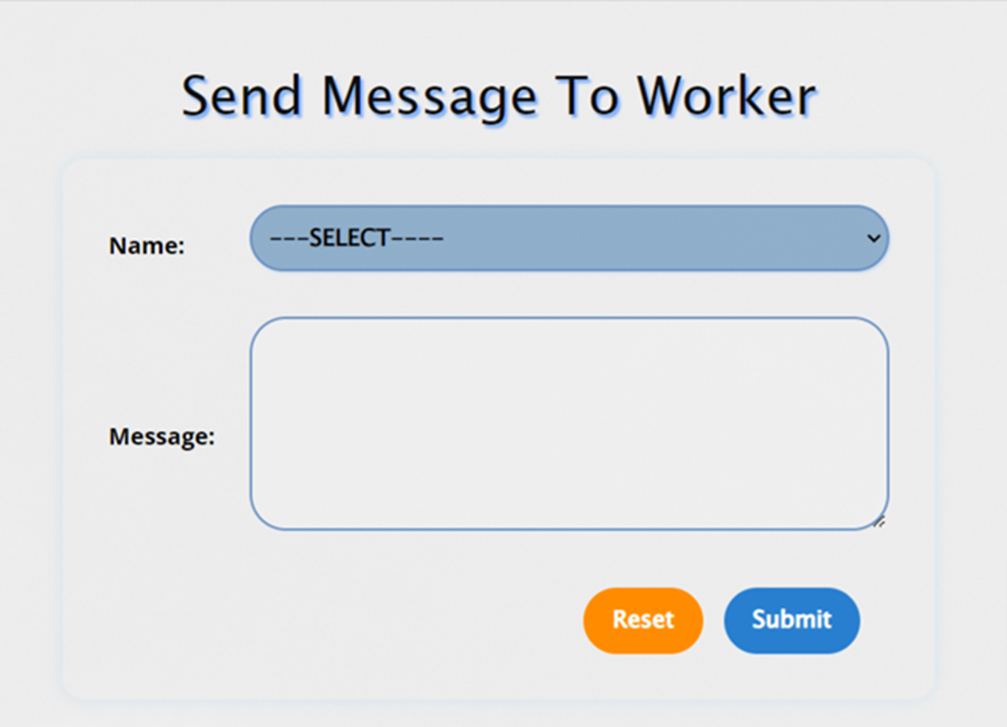 Send Message To Worker
Name:
---SELECT----
Message:
Reset
Submit